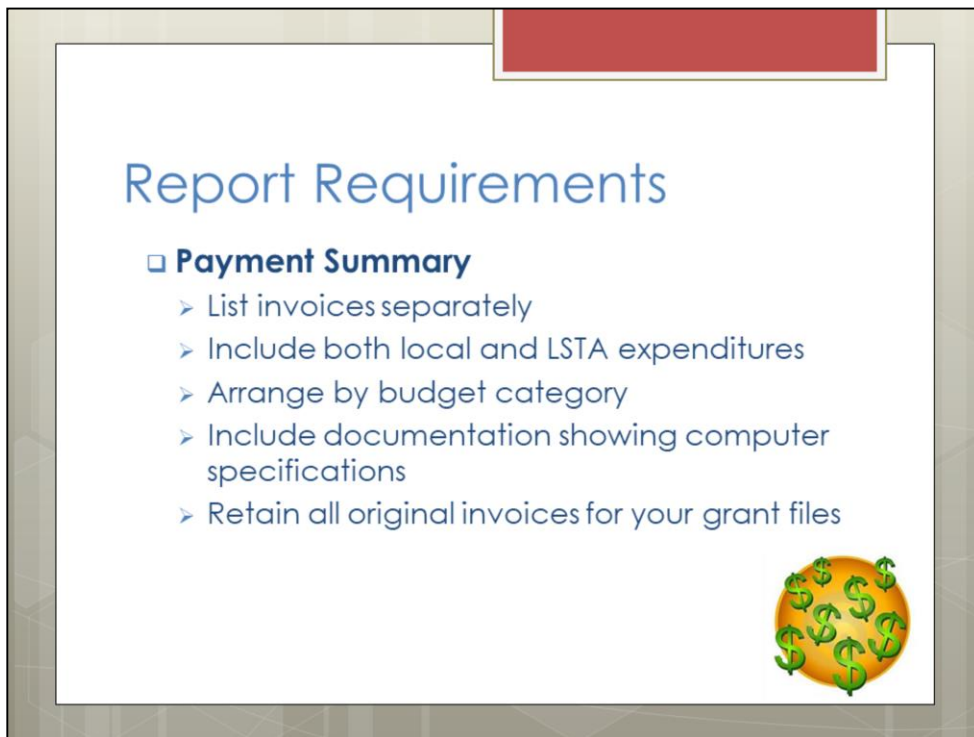 Report Requirements
Payment Summary
List invoices separately
Include both local and LSTA expenditures
Arrange by budget category
Include documentation showing computer
specifications
Retain all original invoices for your grant files
$ $ $ $ $ $ $ $